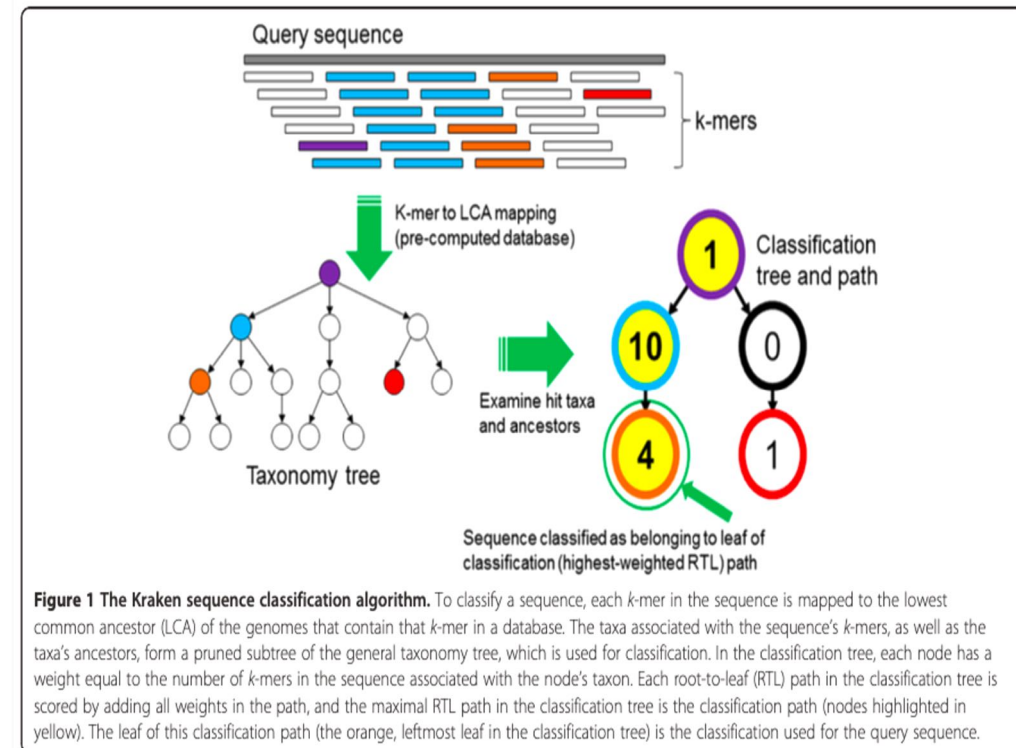 Query sequence
k-mers
K-mer to LCA mapping
(pre-computed database)
1
Classification
tree and path
10
0
Examine hit taxa
and ancestors
4
1
Taxonomy tree
Sequence classified as belonging to leaf of
classification (highest-weighted RTL) path
Figure 1 The Kraken sequence classification algorithm. To classify a sequence, each k-mer in the sequence is mapped to the lowest
common ancestor (LCA) of the genomes that contain that k-mer in a database. The taxa associated with the sequence's k-mers, as well as the
taxa's ancestors, form a pruned subtree of the general taxonomy tree, which is used for classification. In the classification tree, each node has a
weight equal to the number of k-mers in the sequence associated with the node's taxon. Each root-to-leaf (RTL) path in the classification tree is
scored by adding all weights in the path, and the maximal RTL path in the classification tree is the classification path (nodes highlighted in
yellow). The leaf of this classification path (the orange, leftmost leaf in the classification tree) is the classification used for the query sequence.